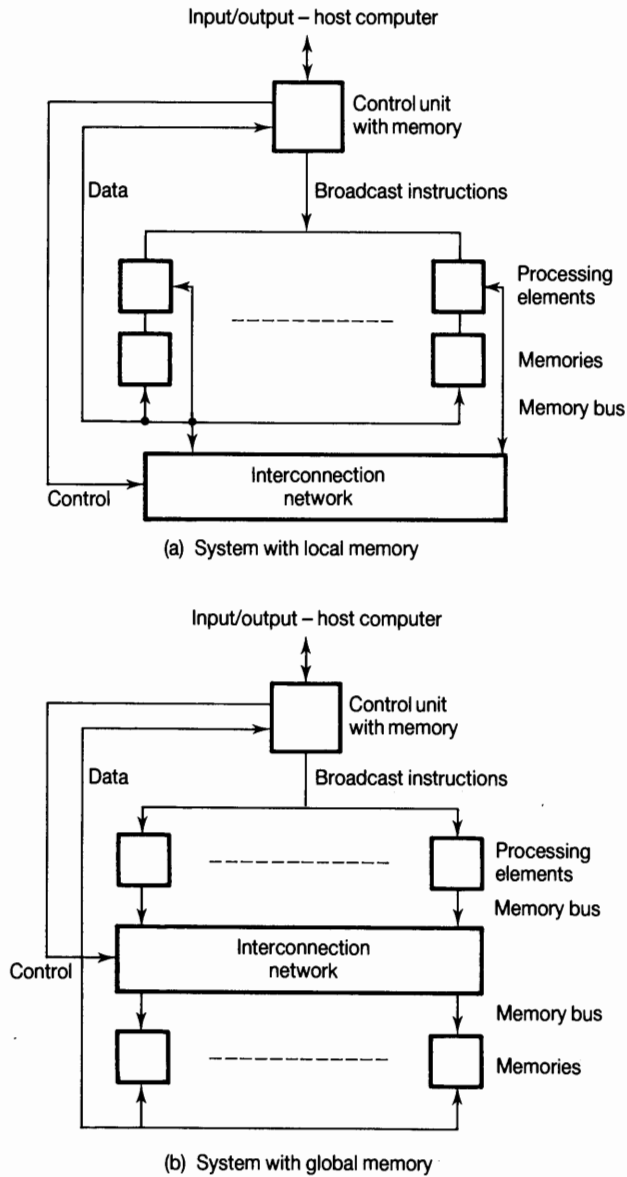 Input/output – host computer
Control unit
with memory
Data
Broadcast instructions
Processing
elements
Memories
Memory bus
Interconnection
network
Control
(a) System with local memory
Input/output – host computer
Control unit
with memory
Data
Broadcast instructions
Processing
elements
Memory bus
Interconnection
network
Control
Memory bus
Memories
(b) System with global memory